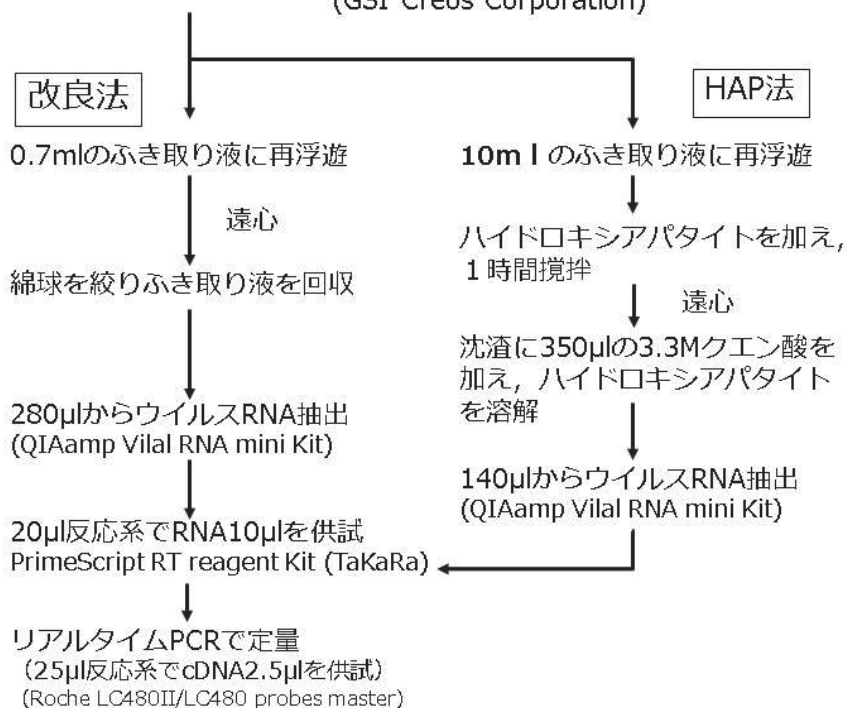 (GSI Creos Corporation)
改良法
0.7mlのふき取り液に再浮遊
遠心
綿球を絞りふき取り液を回収
280µlからウイルスRNA抽出
(QIAamp Vilal RNA mini Kit)
20µl反応系でRNA10µlを供試
PrimeScript RT reagent Kit (TaKaRa)
HAP法
10mlのふき取り液に再浮遊
ハイドロキシアパタイトを加え,
1時間撹拌
遠心
沈渣に350µlの3.3Mクエン酸を
加え,ハイドロキシアパタイト
を溶解
140µlからウイルスRNA抽出
(QIAamp Vilal RNA mini Kit)
リアルタイムPCRで定量
(25µl反応系でcDNA2.5µlを供試)
(Roche LC480II/LC480 probes master)